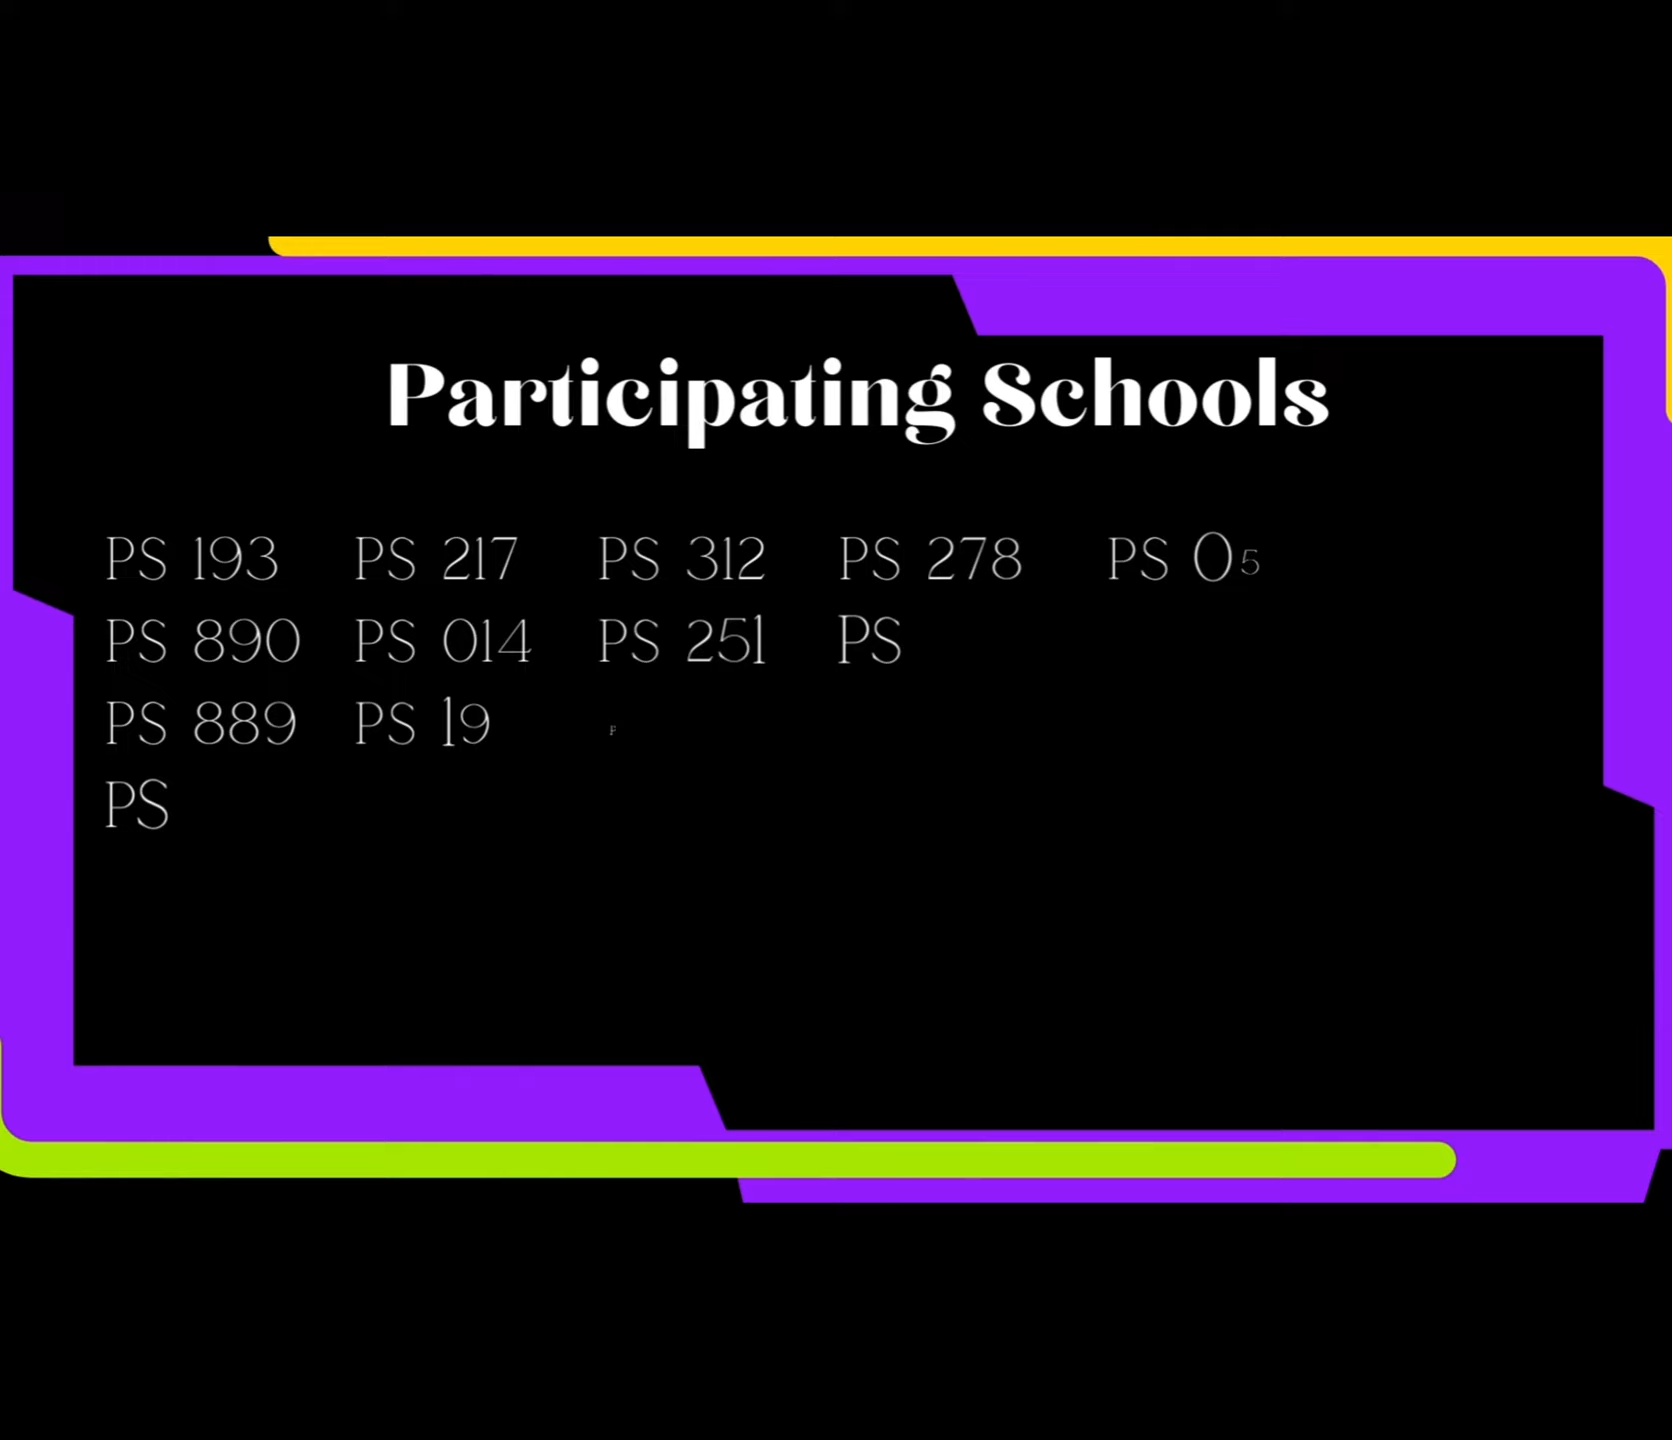 Participating Schools
PS 193 PS 217 PS 312 PS 278 PS 05
PS 890 PS 014 PS 251 PS
PS 889 PS 19 P
PS